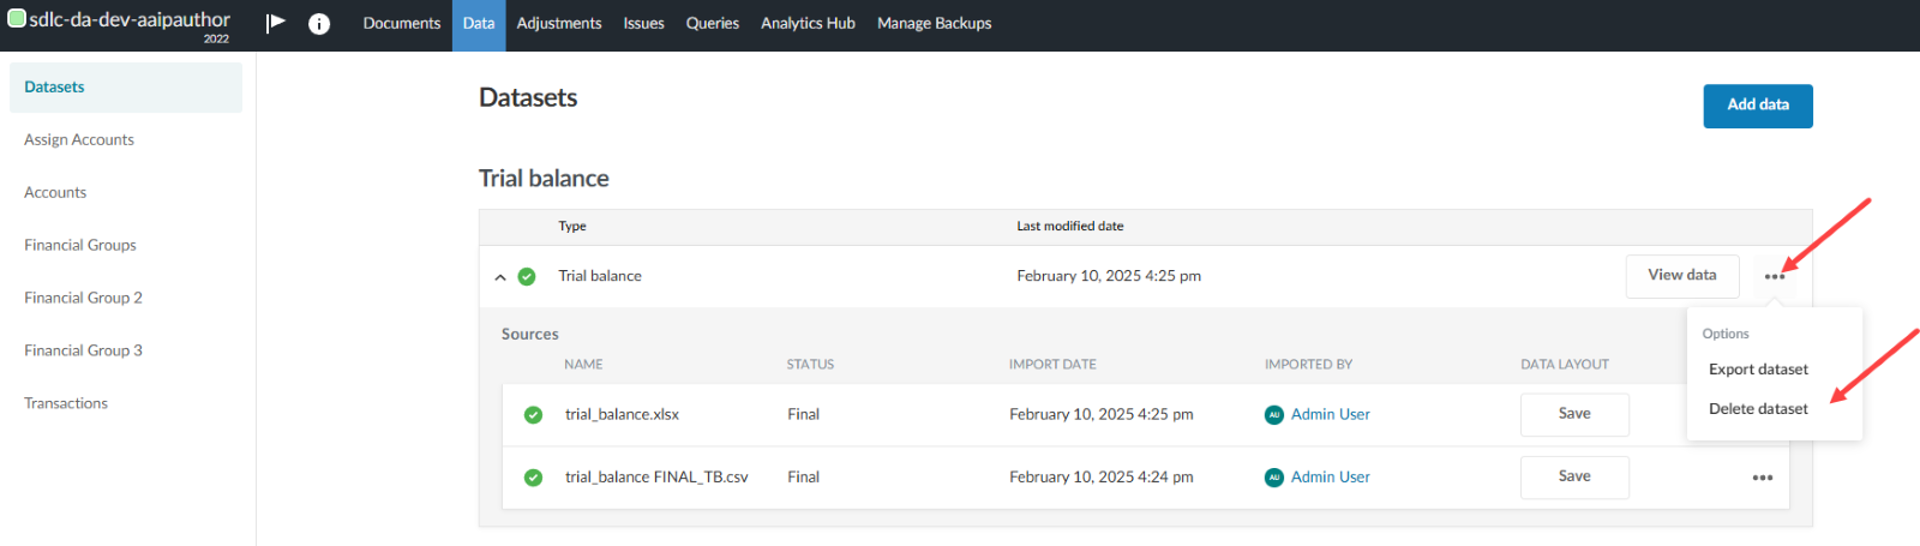 sdlc-da-dev-aaipauthor
2022
Documents Data Adjustments Issues Queries Analytics Hub Manage Backups
Datasets
Assign Accounts
Accounts
Financial Groups
Financial Group 2
Financial Group 3
Transactions
Datasets
Add data
Trial balance
Type Last modified date
Trial balance February 10, 2025 4:25 pm View data
Options
Export dataset
Delete dataset
Sources
NAME STATUS IMPORT DATE IMPORTED BY DATA LAYOUT
trial_balance.xlsx Final February 10, 2025 4:25 pm AU Admin User Save
trial_balance FINAL_TB.csv Final February 10, 2025 4:24 pm AU Admin User Save